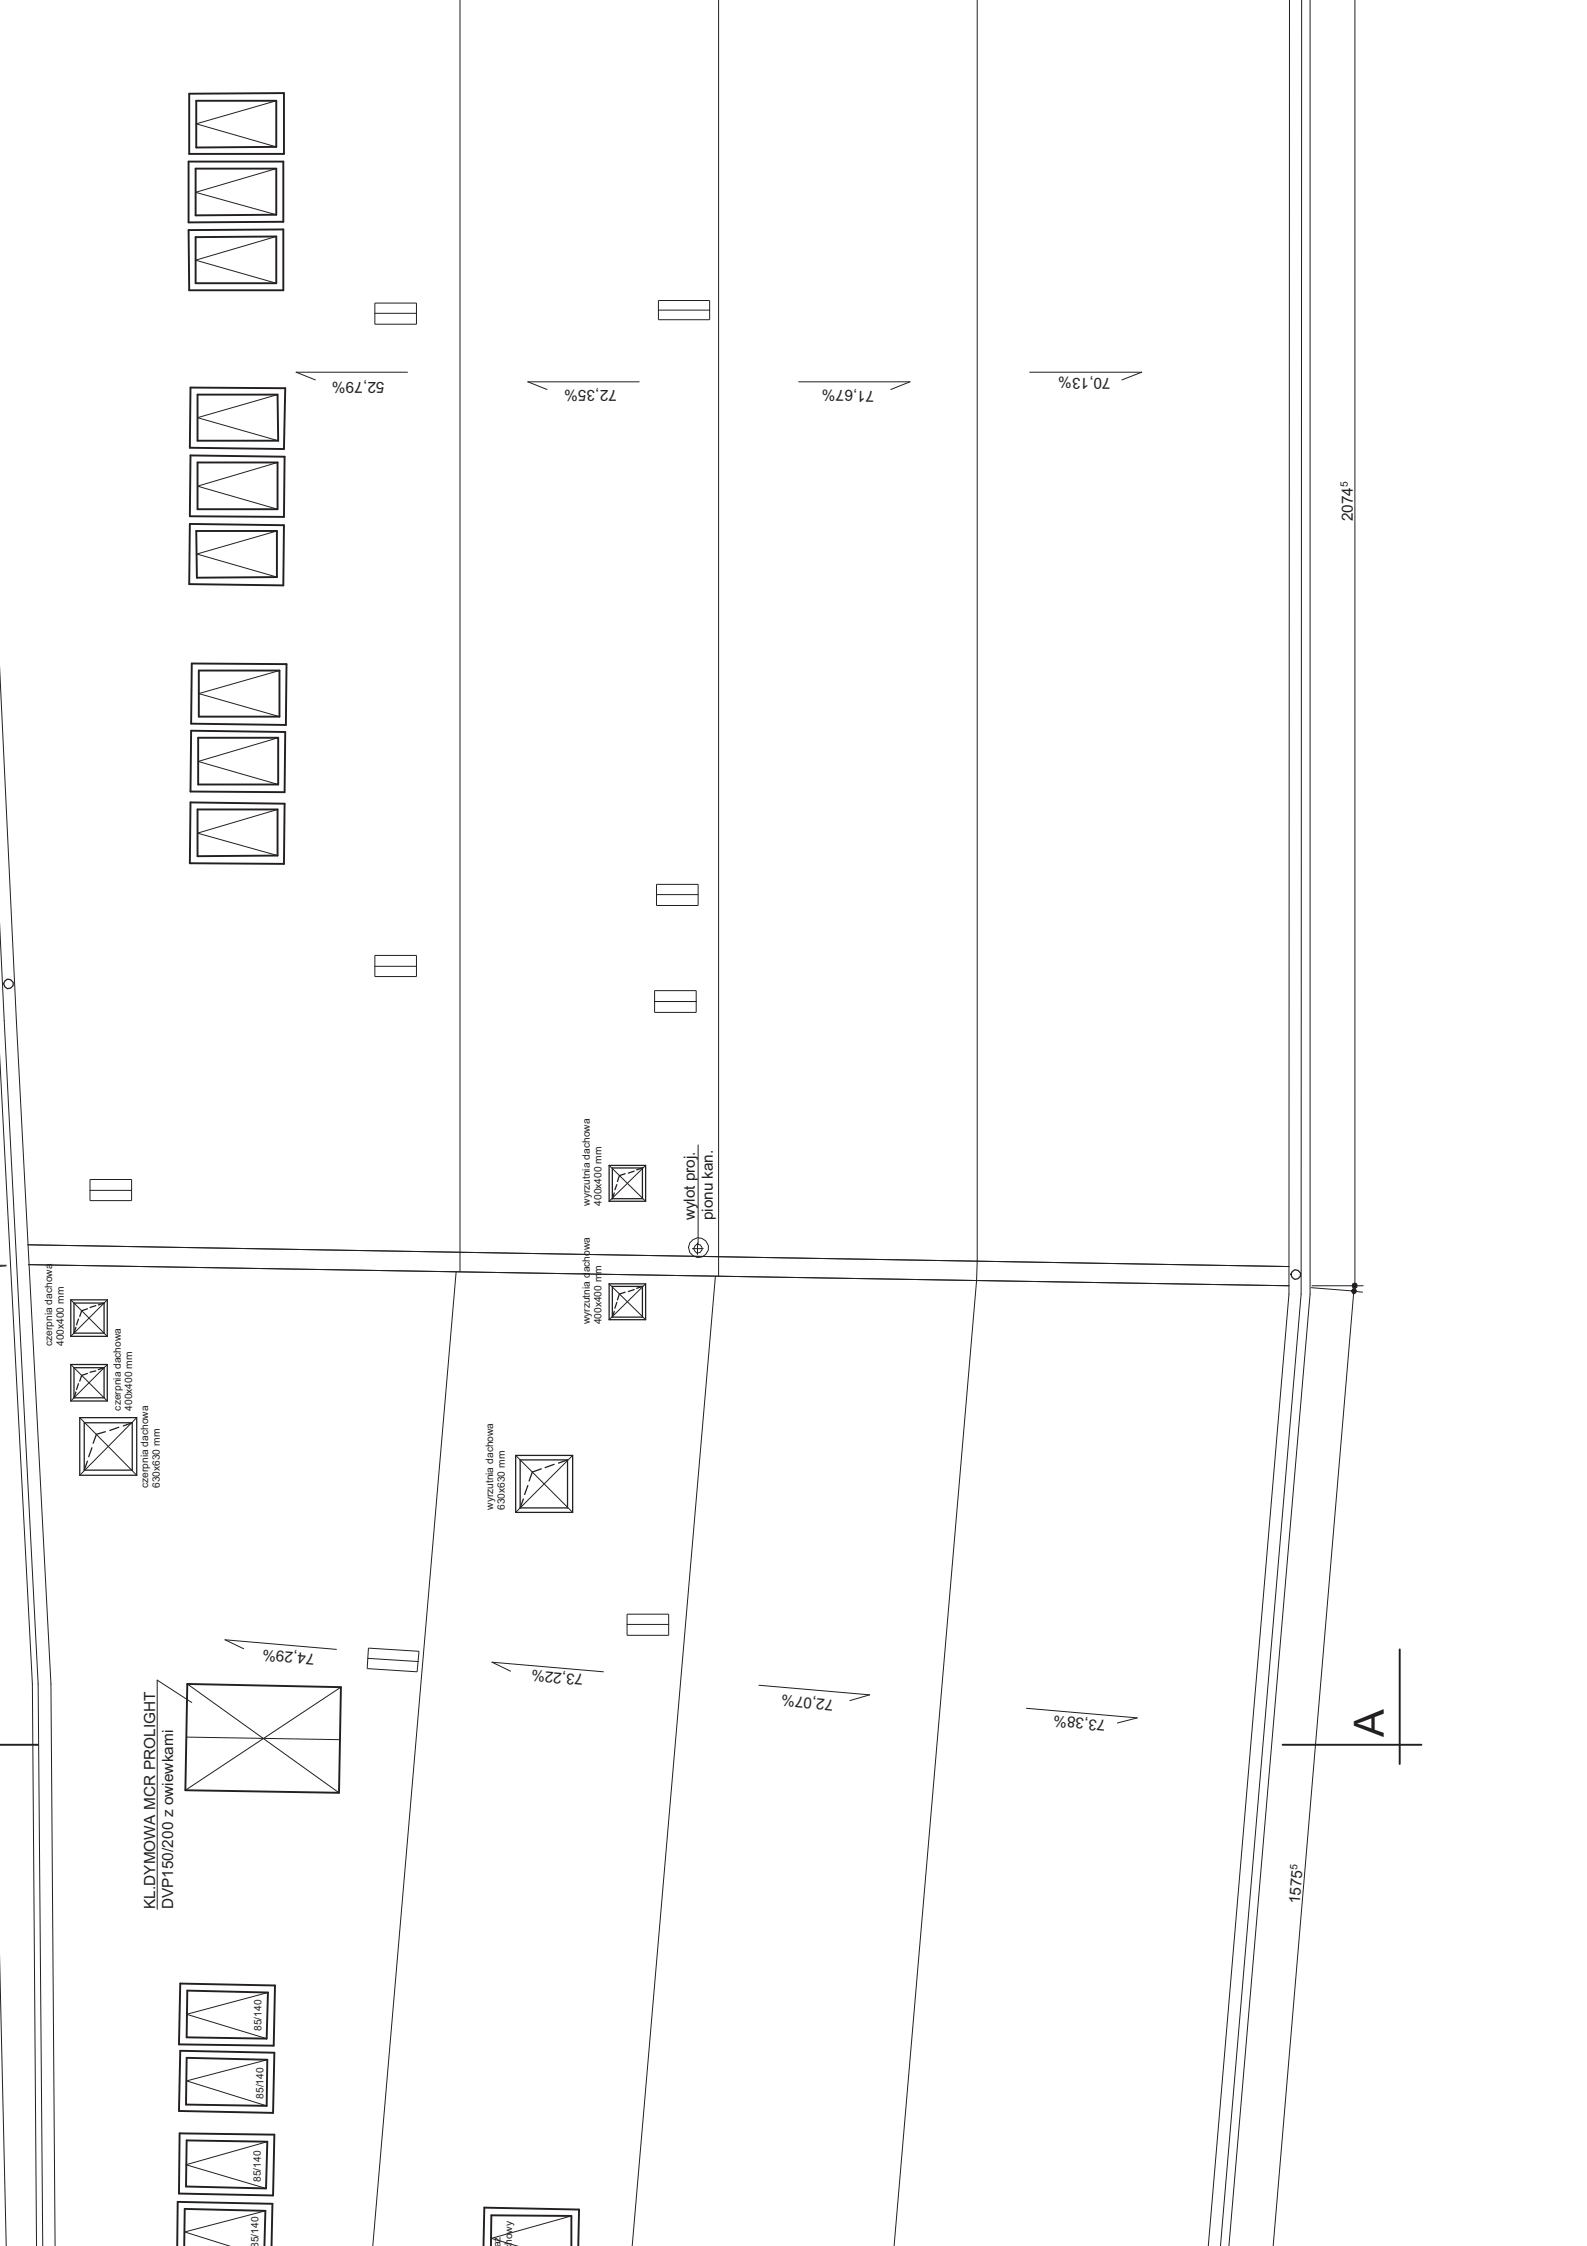 52,79%
72,35%
71,67%
70,13%
2074⁵
wyrzutnia dachowa
400x400 mm
wylot proj.
pionu kan.
wyrzutnia dachowa
400x400 mm
czerpnia dachowa
400x400 mm
czerpnia dachowa
400x400 mm
czerpnia dachowa
630x630 mm
wyrzutnia dachowa
630x630 mm
74,29%
73,22%
72,07%
73,38%
KL.DYMOWA MCR PROLIGHT
DVP150/200 z owiewkami
A
1575⁵
85/140
85/140
85/140
85/140